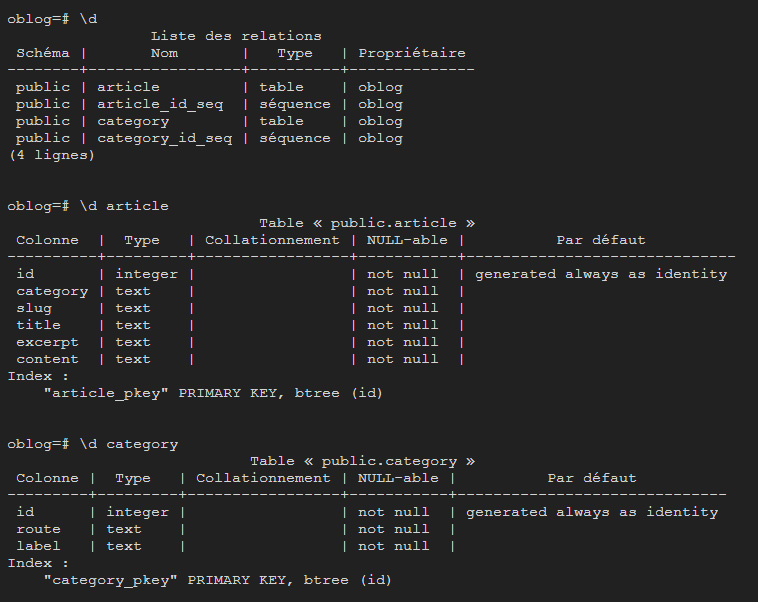 oblog=# \d
                Liste des relations
 Schéma |       Nom       |   Type   | Propriétaire
--------+-----------------+----------+--------------
 public | article         | table    | oblog
 public | article_id_seq  | séquence | oblog
 public | category        | table    | oblog
 public | category_id_seq | séquence | oblog
(4 lignes)
oblog=# \d article
                            Table « public.article »
 Colonne  |  Type   | Collationnement | NULL-able |          Par défaut
----------+---------+-----------------+-----------+------------------------------
 id       | integer |                 | not null  | generated always as identity
 category | text    |                 | not null  |
 slug     | text    |                 | not null  |
 title    | text    |                 | not null  |
 excerpt  | text    |                 | not null  |
 content  | text    |                 | not null  |
Index :
    "article_pkey" PRIMARY KEY, btree (id)
oblog=# \d category
                           Table « public.category »
 Colonne |  Type   | Collationnement | NULL-able |          Par défaut
---------+---------+-----------------+-----------+------------------------------
 id      | integer |                 | not null  | generated always as identity
 route   | text    |                 | not null  |
 label   | text    |                 | not null  |
Index :
    "category_pkey" PRIMARY KEY, btree (id)